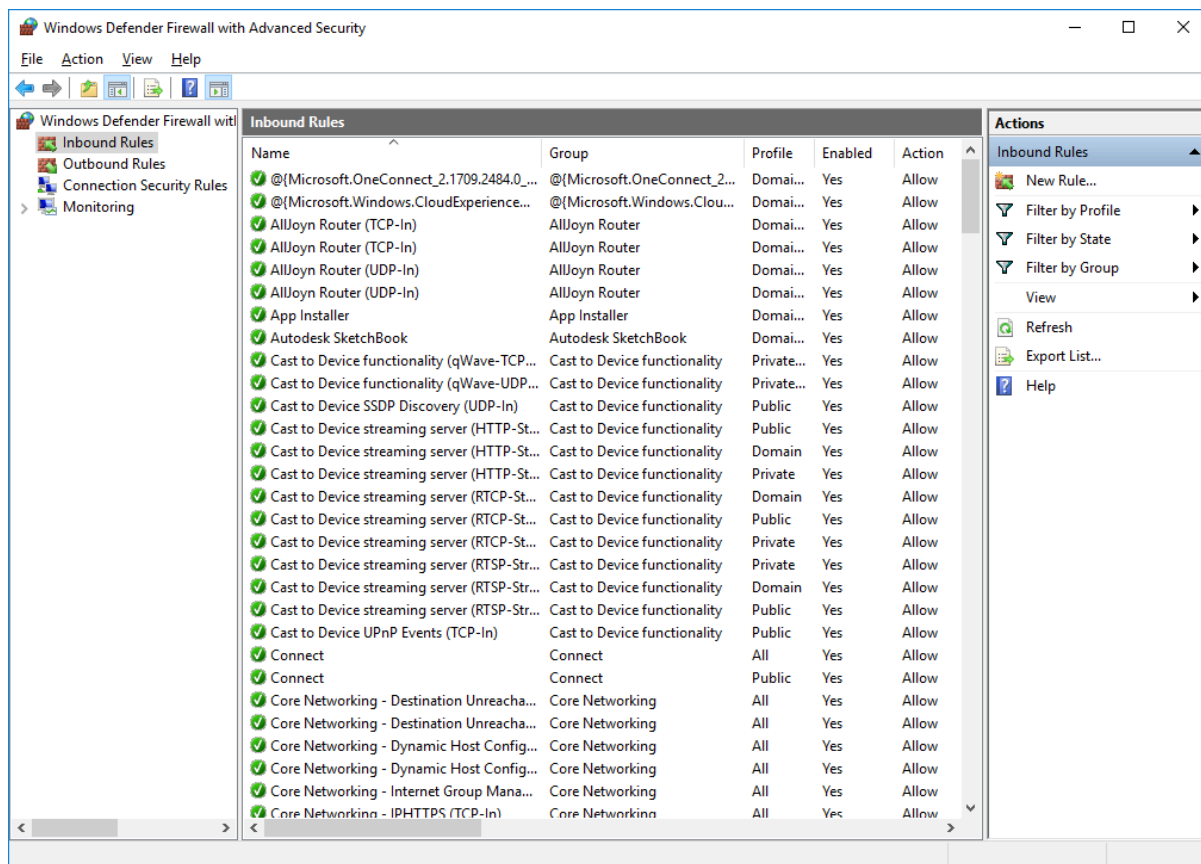 Windows Defender Firewall with Advanced Security
File Action View Help
Windows Defender Firewall witl
Inbound Rules
Outbound Rules
Connection Security Rules
Monitoring
Inbound Rules
Name Group Profile Enabled Action
@{Microsoft.OneConnect_2.1709.2484.0_... @{Microsoft.OneConnect_2... Domai... Yes Allow
@{Microsoft.Windows.CloudExperience... @{Microsoft.Windows.Clou... Domai... Yes Allow
AllJoyn Router (TCP-In) AllJoyn Router Domai... Yes Allow
AllJoyn Router (TCP-In) AllJoyn Router Domai... Yes Allow
AllJoyn Router (UDP-In) AllJoyn Router Domai... Yes Allow
AllJoyn Router (UDP-In) AllJoyn Router Domai... Yes Allow
App Installer App Installer Domai... Yes Allow
Autodesk SketchBook Autodesk SketchBook Domai... Yes Allow
Cast to Device functionality (qWave-TCP... Cast to Device functionality Private... Yes Allow
Cast to Device functionality (qWave-UDP... Cast to Device functionality Private... Yes Allow
Cast to Device SSDP Discovery (UDP-In) Cast to Device functionality Public Yes Allow
Cast to Device streaming server (HTTP-St... Cast to Device functionality Public Yes Allow
Cast to Device streaming server (HTTP-St... Cast to Device functionality Domain Yes Allow
Cast to Device streaming server (HTTP-St... Cast to Device functionality Private Yes Allow
Cast to Device streaming server (RTCP-St... Cast to Device functionality Domain Yes Allow
Cast to Device streaming server (RTCP-St... Cast to Device functionality Public Yes Allow
Cast to Device streaming server (RTCP-St... Cast to Device functionality Private Yes Allow
Cast to Device streaming server (RTSP-Str... Cast to Device functionality Private Yes Allow
Cast to Device streaming server (RTSP-Str... Cast to Device functionality Domain Yes Allow
Cast to Device streaming server (RTSP-Str... Cast to Device functionality Public Yes Allow
Cast to Device UPnP Events (TCP-In) Cast to Device functionality Public Yes Allow
Connect Connect All Yes Allow
Connect Connect Public Yes Allow
Core Networking - Destination Unreacha... Core Networking All Yes Allow
Core Networking - Destination Unreacha... Core Networking All Yes Allow
Core Networking - Dynamic Host Config... Core Networking All Yes Allow
Core Networking - Dynamic Host Config... Core Networking All Yes Allow
Core Networking - Internet Group Mana... Core Networking All Yes Allow
Core Networking - IPHTTPS (TCP-In) Core Networking All Yes Allow
Actions
Inbound Rules
New Rule...
Filter by Profile
Filter by State
Filter by Group
View
Refresh
Export List...
Help